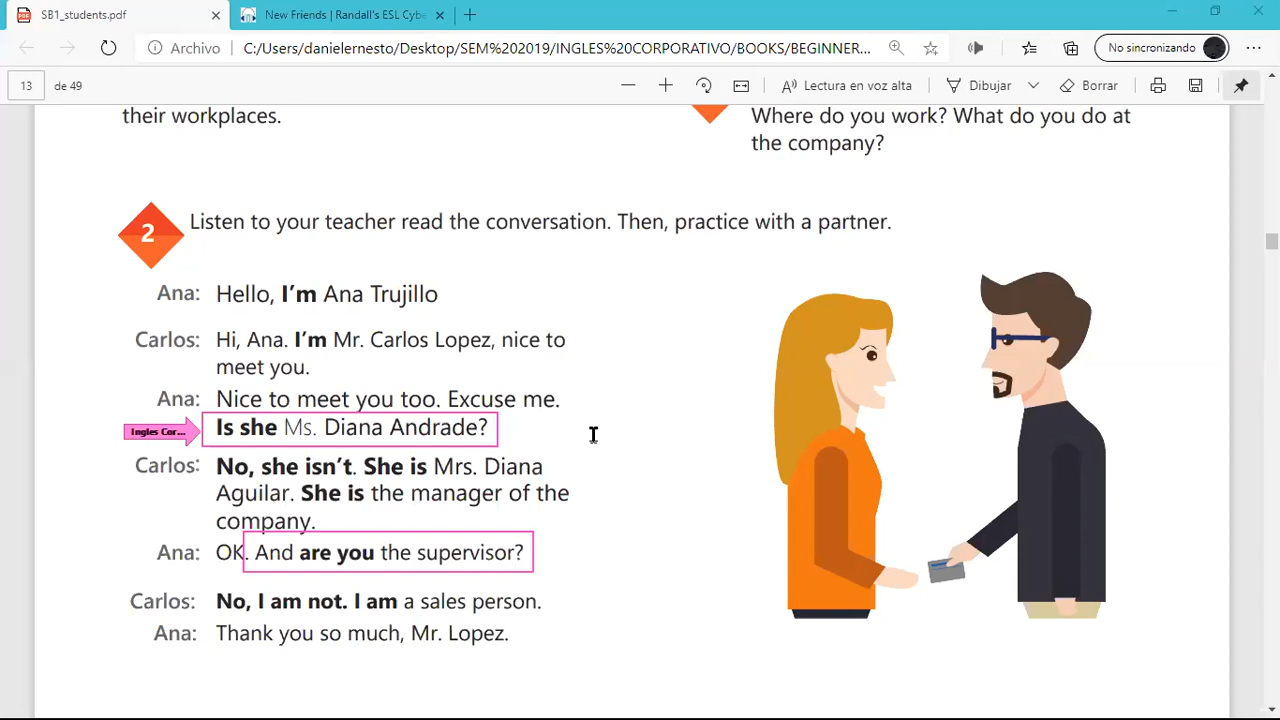 SB1_students.pdf
New Friends | Randall's ESL Cybe
Archivo
C:/Users/danielernesto/Desktop/SEM%202019/INGLES%20CORPORATIVO/BOOKS/BEGINNER...
No sincronizando
13 de 49
Lectura en voz alta
Dibujar
Borrar
their workplaces.
Where do you work? What do you do at
the company?
2 Listen to your teacher read the conversation. Then, practice with a partner.
Ana: Hello, I'm Ana Trujillo
Carlos: Hi, Ana. I'm Mr. Carlos Lopez, nice to
meet you.
Ana: Nice to meet you too. Excuse me.
Ingles Cor... Is she Ms. Diana Andrade?
Carlos: No, she isn't. She is Mrs. Diana
Aguilar. She is the manager of the
company.
Ana: OK. And are you the supervisor?
Carlos: No, I am not. I am a sales person.
Ana: Thank you so much, Mr. Lopez.